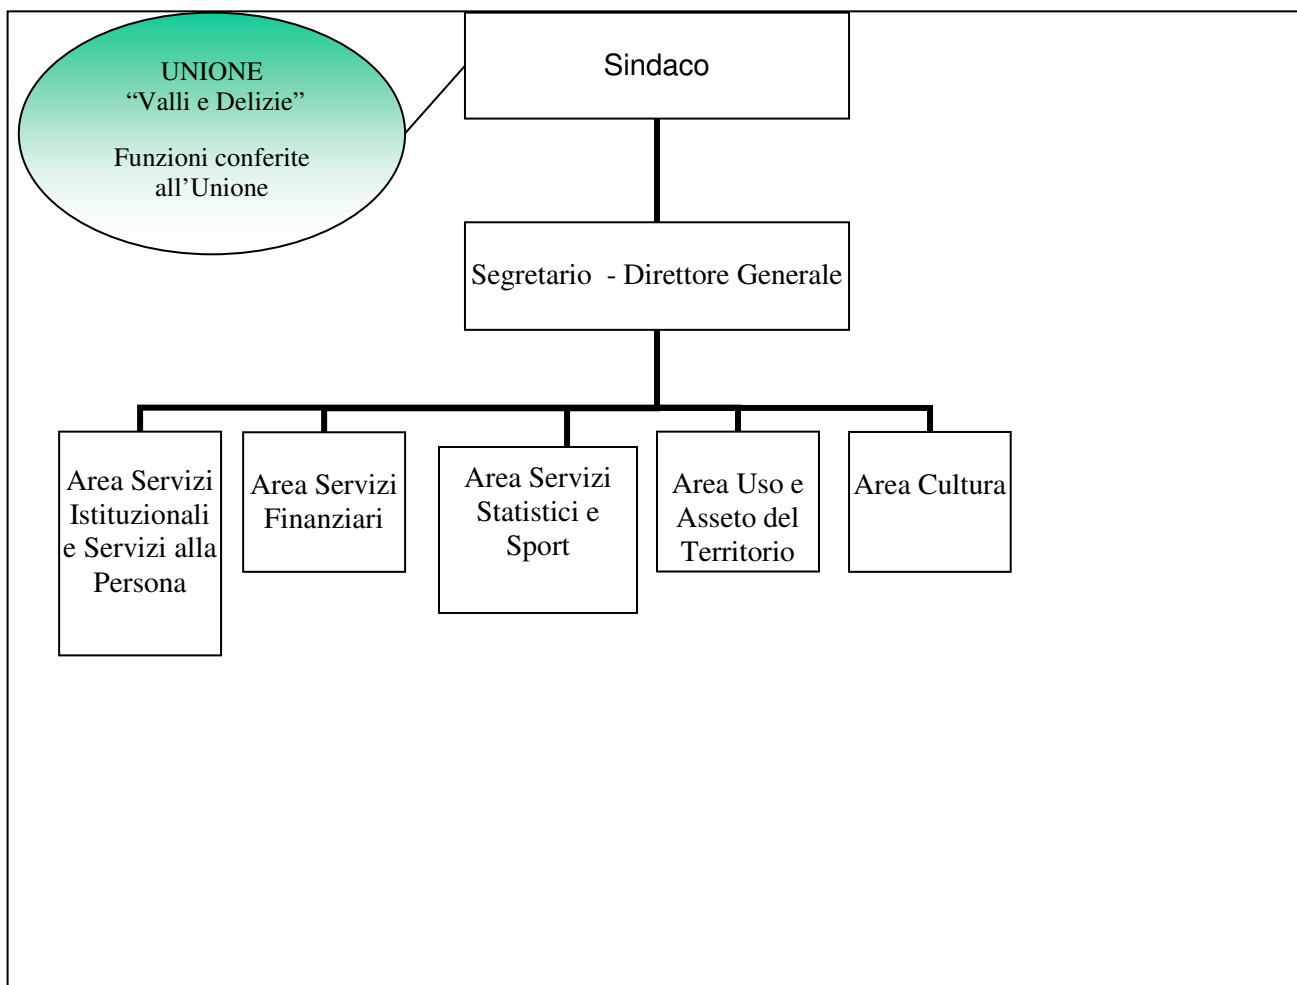 UNIONE
“Valli e Delizie”
Funzioni conferite
all’Unione
Sindaco
Segretario - Direttore Generale
Area Servizi
Istituzionali
e Servizi alla
Persona
Area Servizi
Finanziari
Area Servizi
Statistici e
Sport
Area Uso e
Asseto del
Territorio
Area Cultura